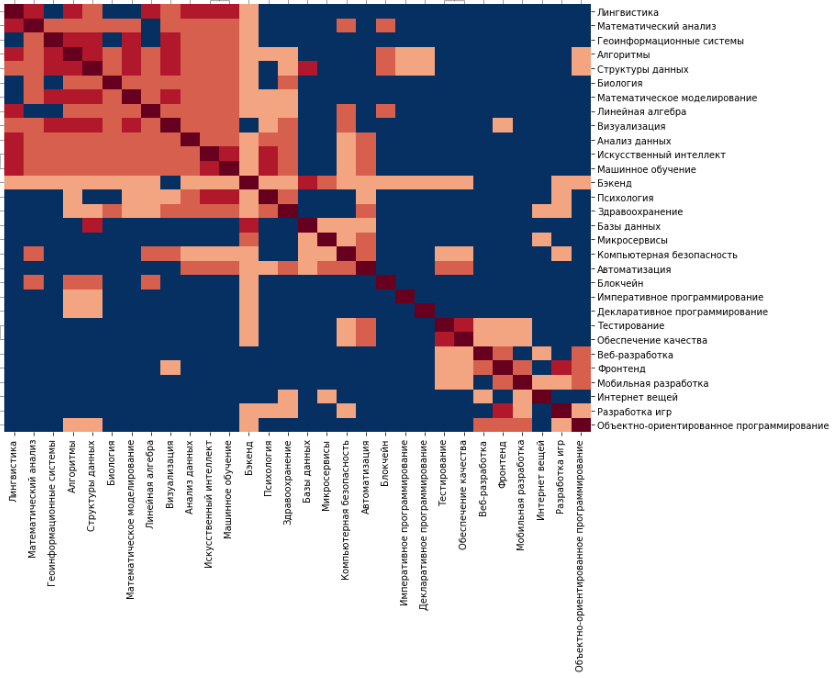 Лингвистика
Математический анализ
Геоинформационные системы
Алгоритмы
Структуры данных
Биология
Математическое моделирование
Линейная алгебра
Визуализация
Анализ данных
Искусственный интеллект
Машинное обучение
Бэкенд
Психология
Здравоохранение
Базы данных
Микросервисы
Компьютерная безопасность
Автоматизация
Блокчейн
Императивное программирование
Декларативное программирование
Тестирование
Обеспечение качества
Веб-разработка
Фронтенд
Мобильная разработка
Интернет вещей
Разработка игр
Объектно-ориентированное программирование
Лингвистика
Математический анализ
Геоинформационные системы
Алгоритмы
Структуры данных
Биология
Математическое моделирование
Линейная алгебра
Визуализация
Анализ данных
Искусственный интеллект
Машинное обучение
Бэкенд
Психология
Здравоохранение
Базы данных
Микросервисы
Компьютерная безопасность
Автоматизация
Блокчейн
Императивное программирование
Декларативное программирование
Тестирование
Обеспечение качества
Веб-разработка
Фронтенд
Мобильная разработка
Интернет вещей
Разработка игр
Объектно-ориентированное программирование